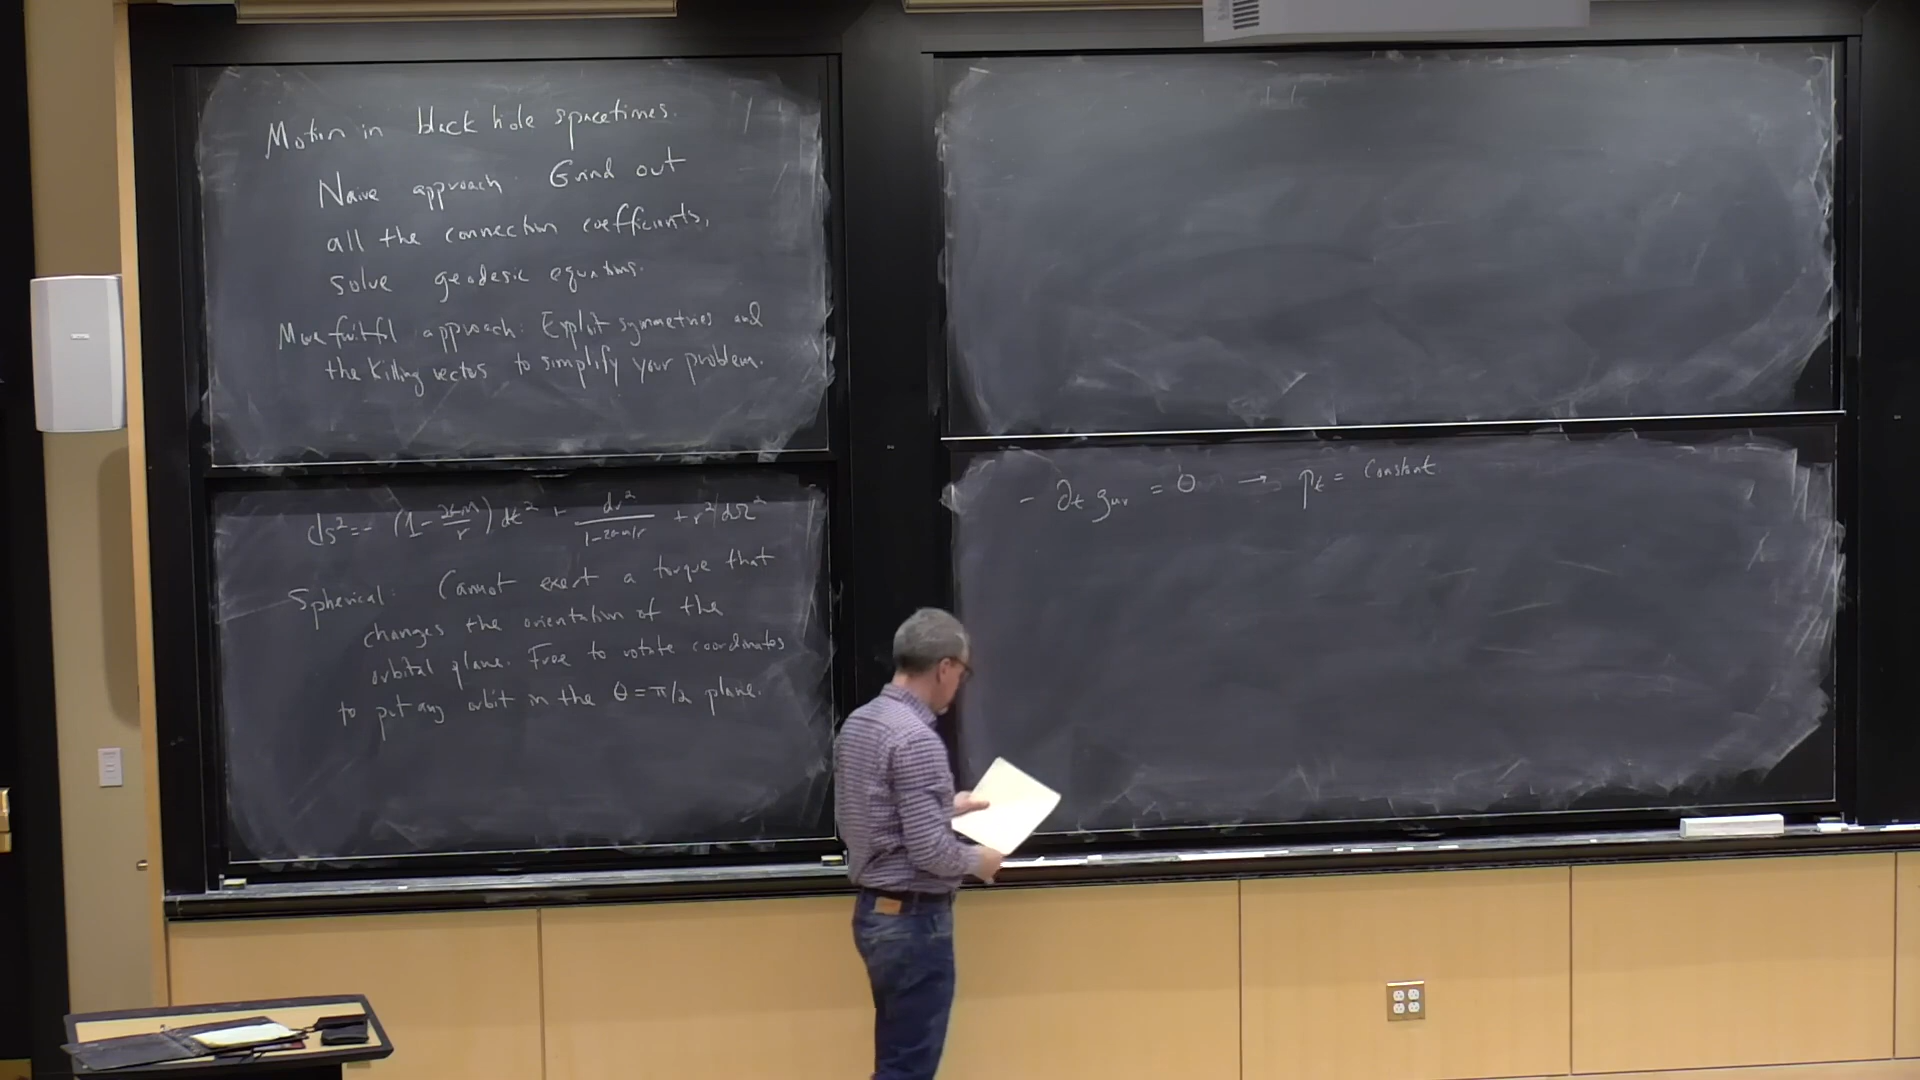 Motion in black hole spacetimes.
Naive approach: Grind out
all the connection coefficients,
solve geodesic equations.
More fruitful approach: Exploit symmetries and
the Killing vectors to simplify your problem.
ds² = - (1 - 2GM/r) dt² + dr²/(1-2GM/r) + r² dΩ²
Spherical: Cannot exert a torque that
changes the orientation of the
orbital plane. Free to rotate coordinates
to put any orbit in the θ = π/2 plane.
- ∂t gμν = 0 → pt = constant.